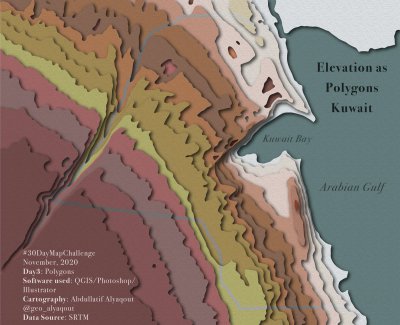 Elevation as
Polygons
Kuwait
Kuwait Bay
Arabian Gulf
#30DayMapChallenge
November, 2020
Day3: Polygons
Software used: QGIS/Photoshop/
Illustrator
Cartography: Abdullatif Alyaqout
@geo_alyaqout
Data Source: SRTM